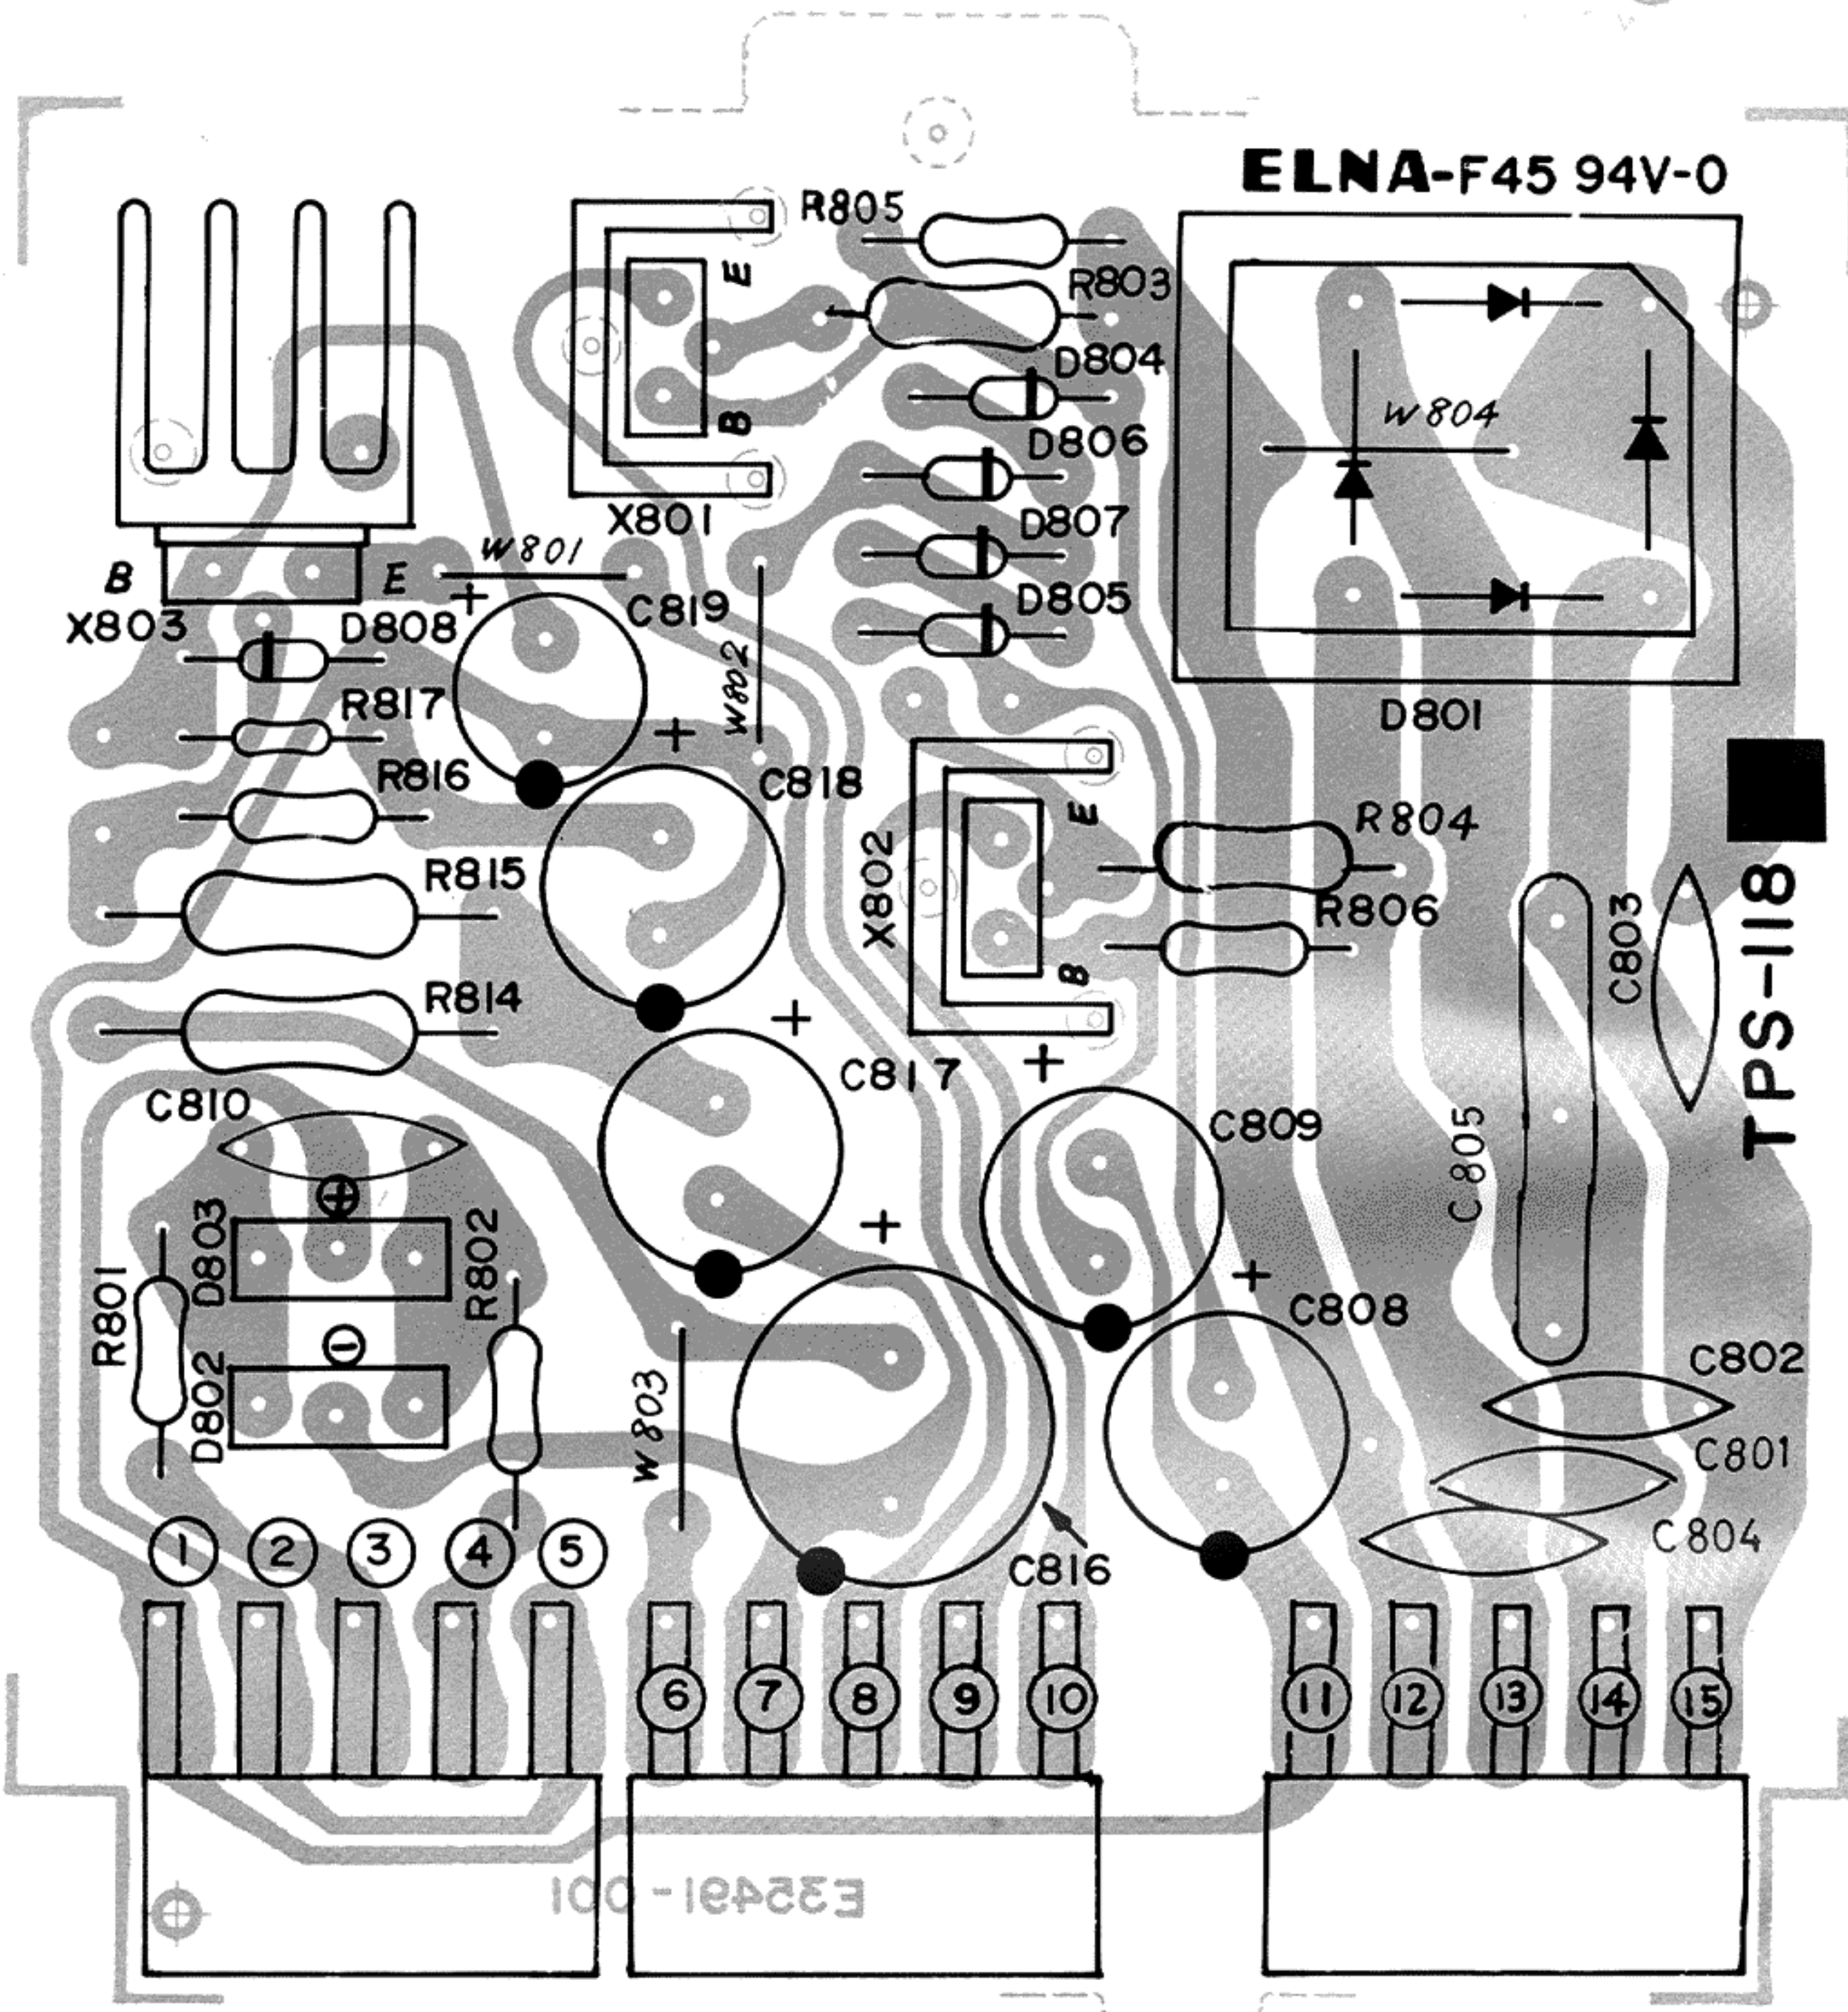 ELNA-F45 94V-0
R805
E
R803
D804
W804
B
D806
X801
D807
W801
B
E
+
C819
D805
X803
D808
W802
R817
+
D801
R816
C818
E
R804
X802
R815
R806
C803
B
TPS-118
R814
+
C817
+
C810
C809
C805
+
D803
R802
+
+
R801
C808
-
C802
D802
W803
C801
C804
1
2
3
4
5
C816
6
7
8
9
10
11
12
13
14
15
E35491-001